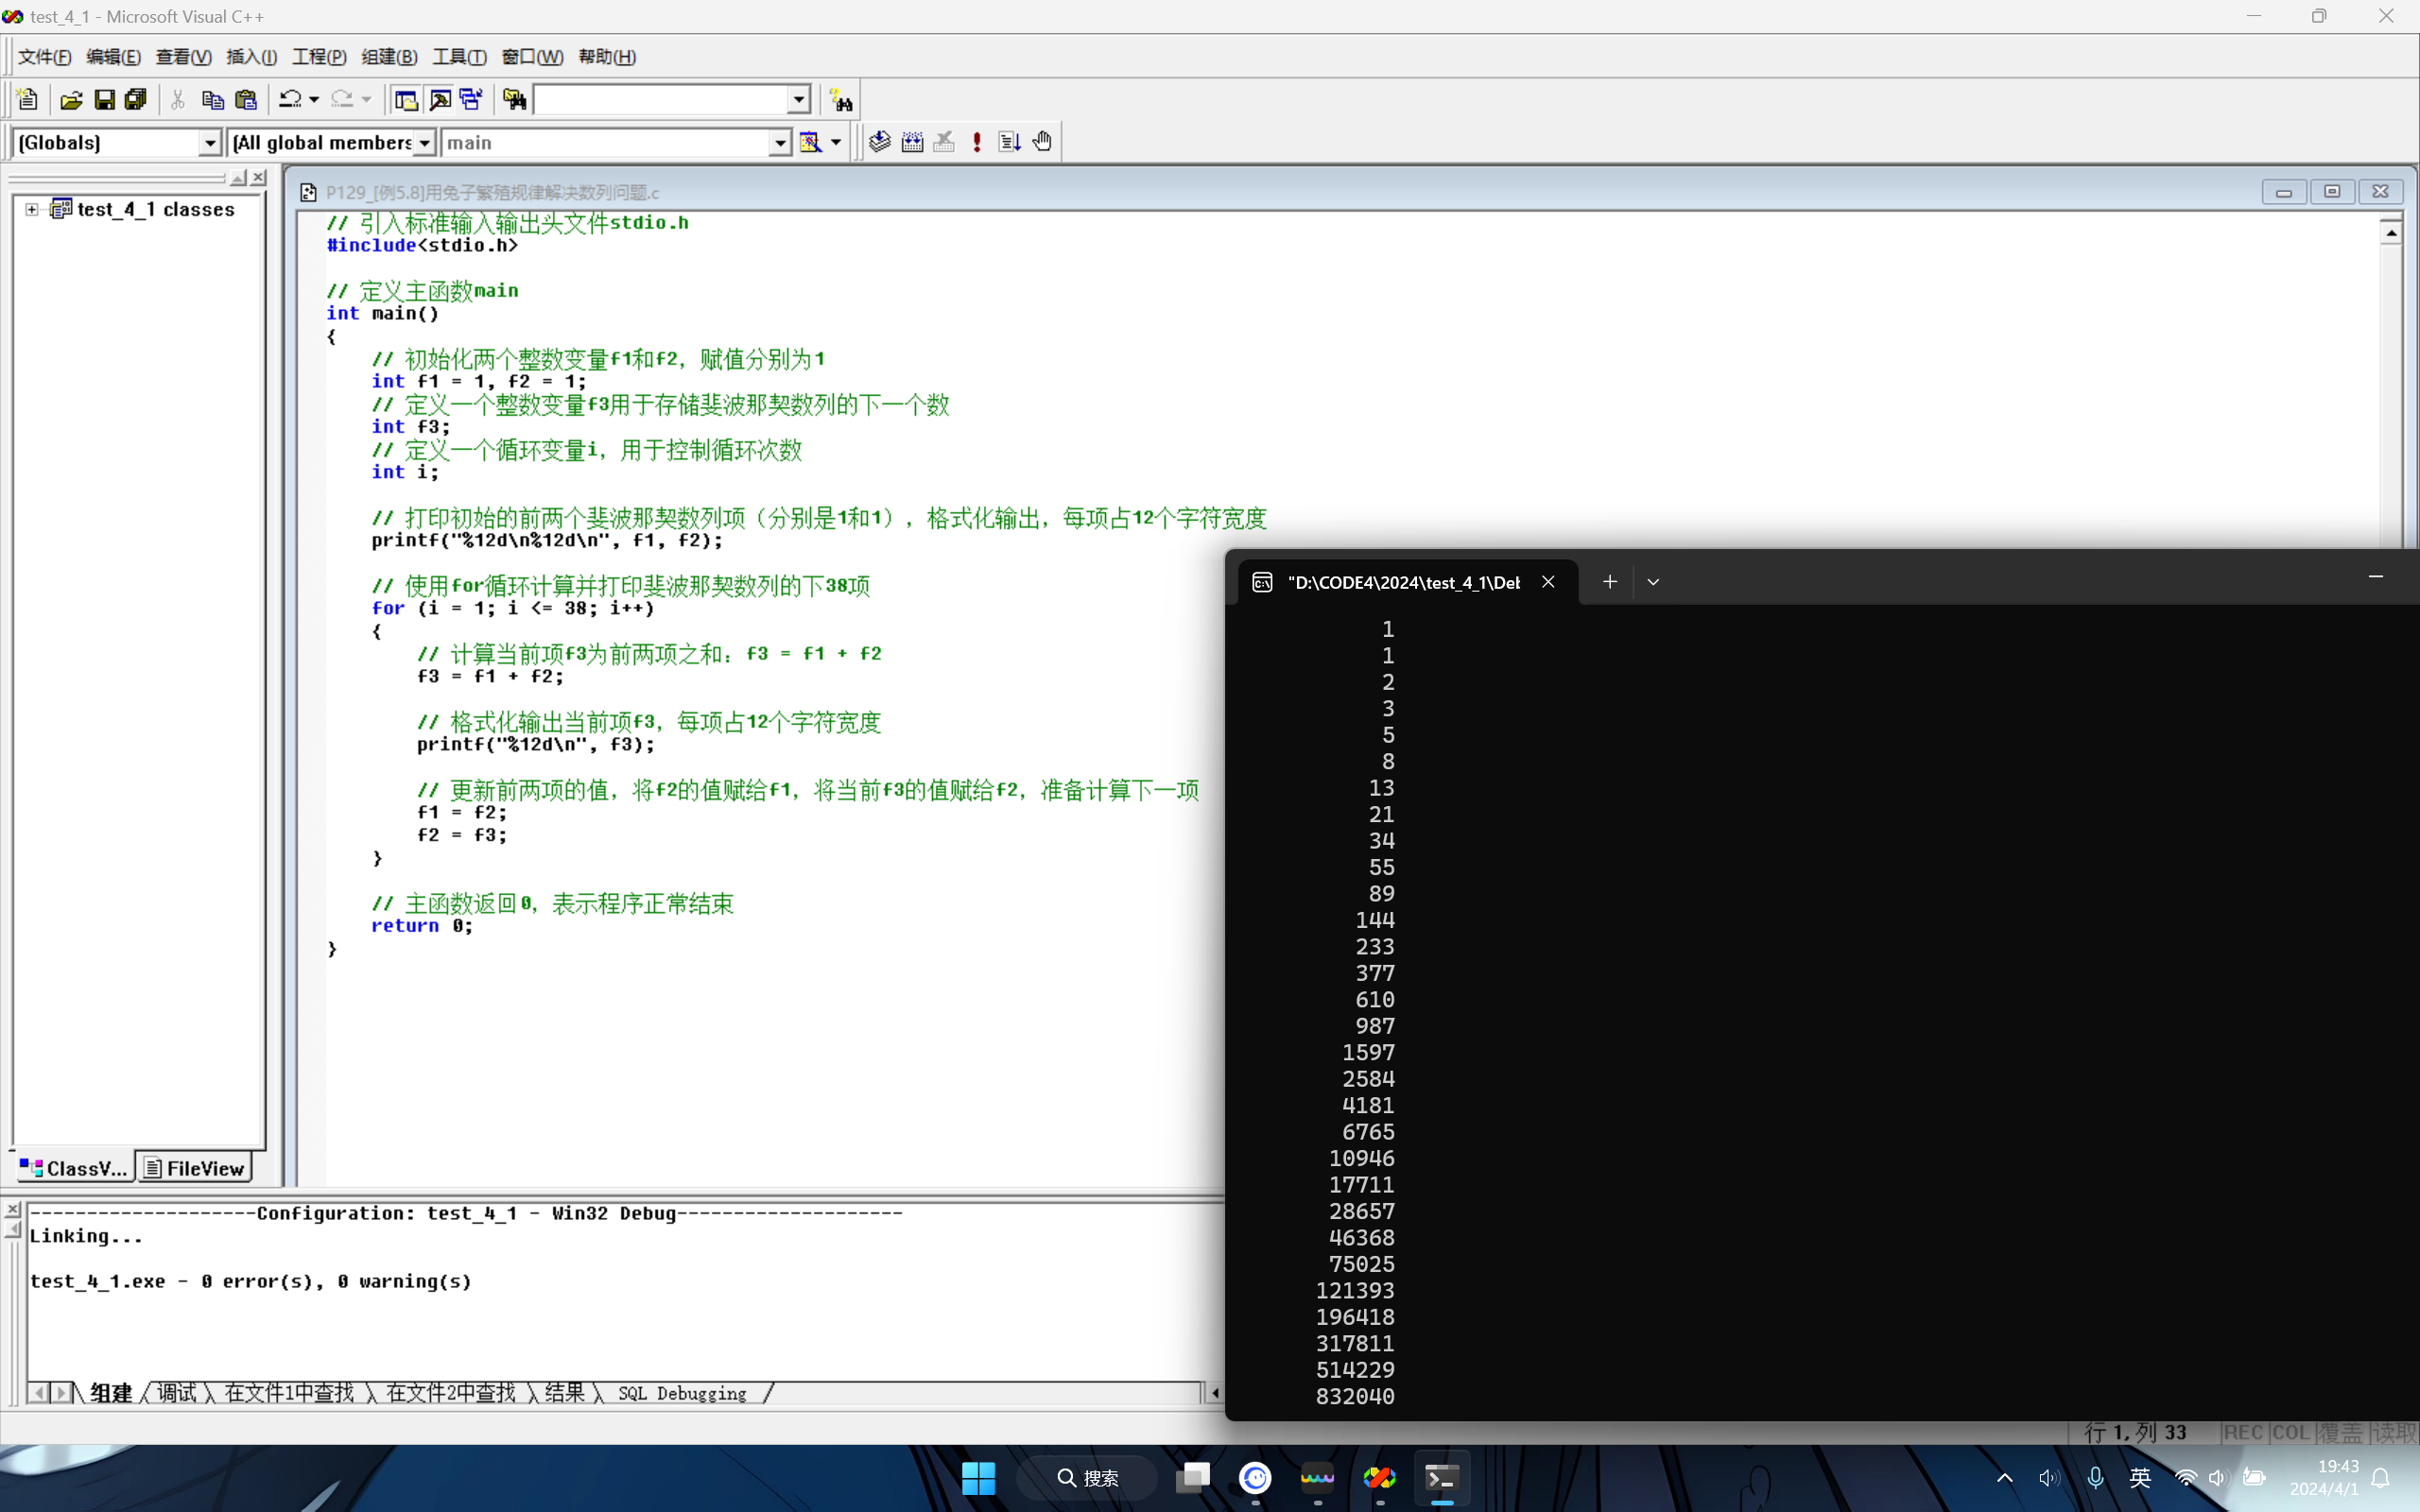 test_4_1 - Microsoft Visual C++
文件(F) 编辑(E) 查看(V) 插入(I) 工程(P) 组建(B) 工具(T) 窗口(W) 帮助(H)
(Globals) (All global members main
test_4_1 classes
P129_[例5.8]用兔子繁殖规律解决数列问题.c
// 引入标准输入输出头文件stdio.h
#include<stdio.h>
// 定义主函数main
int main()
{
// 初始化两个整数变量f1和f2，赋值分别为1
int f1 = 1, f2 = 1;
// 定义一个整数变量f3用于存储斐波那契数列的下一个数
int f3;
// 定义一个循环变量i，用于控制循环次数
int i;
// 打印初始的前两个斐波那契数列项（分别是1和1），格式化输出，每项占12个字符宽度
printf("%12d\n%12d\n", f1, f2);
// 使用for循环计算并打印斐波那契数列的下38项
for (i = 1; i <= 38; i++)
{
// 计算当前项f3为前两项之和：f3 = f1 + f2
f3 = f1 + f2;
// 格式化输出当前项f3，每项占12个字符宽度
printf("%12d\n", f3);
// 更新前两项的值，将f2的值赋给f1，将当前f3的值赋给f2，准备计算下一项
f1 = f2;
f2 = f3;
}
// 主函数返回0，表示程序正常结束
return 0;
}
ClassV... FileView
--------------------Configuration: test_4_1 - Win32 Debug--------------------
Linking...
test_4_1.exe - 0 error(s), 0 warning(s)
组建 调试 在文件1中查找 在文件2中查找 结果 SQL Debugging
"D:\CODE4\2024\test_4_1\Deb
1
1
2
3
5
8
13
21
34
55
89
144
233
377
610
987
1597
2584
4181
6765
10946
17711
28657
46368
75025
121393
196418
317811
514229
832040
行 1, 列 33 REC COL 覆盖 读取
搜索
英
19:43
2024/4/1